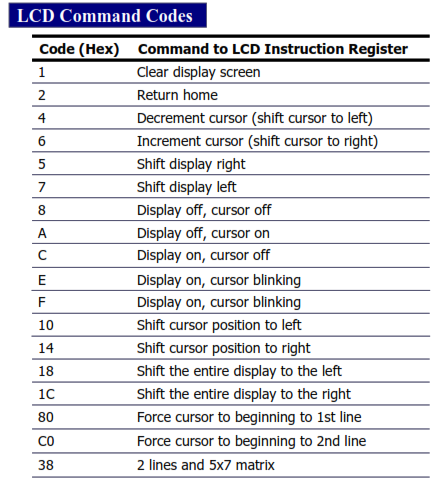 LCD Command Codes
Code (Hex) Command to LCD Instruction Register
1 Clear display screen
2 Return home
4 Decrement cursor (shift cursor to left)
6 Increment cursor (shift cursor to right)
5 Shift display right
7 Shift display left
8 Display off, cursor off
A Display off, cursor on
C Display on, cursor off
E Display on, cursor blinking
F Display on, cursor blinking
10 Shift cursor position to left
14 Shift cursor position to right
18 Shift the entire display to the left
1C Shift the entire display to the right
80 Force cursor to beginning to 1st line
C0 Force cursor to beginning to 2nd line
38 2 lines and 5x7 matrix